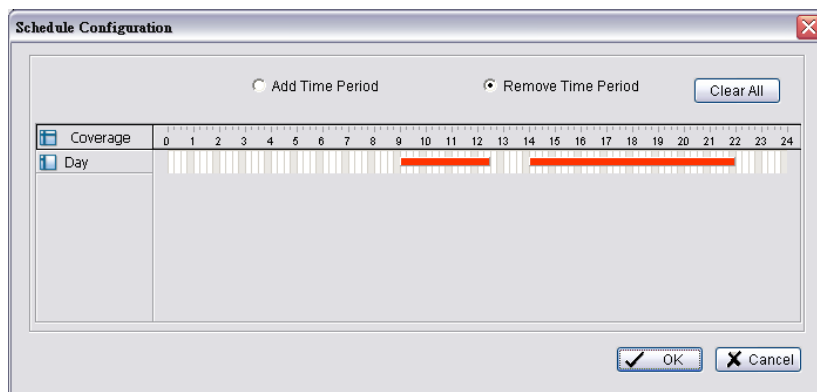 Schedule Configuration
Add Time Period
Remove Time Period
Clear All
Coverage
0 1 2 3 4 5 6 7 8 9 10 11 12 13 14 15 16 17 18 19 20 21 22 23 24
Day
OK
Cancel